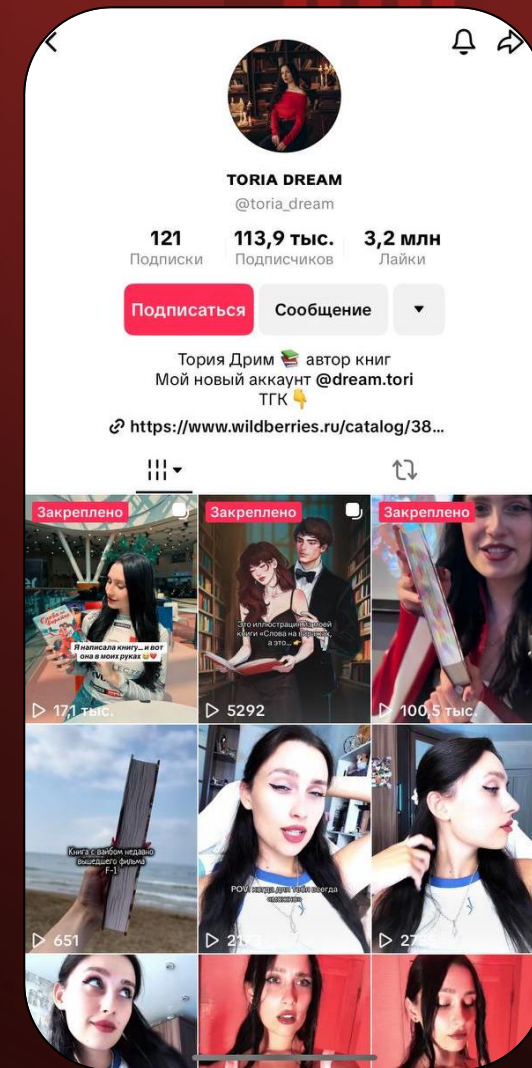 TORIA DREAM
@toria_dream
121
Подписки
113,9 тыс.
Подписчиков
3,2 млн
Лайки
Подписаться
Сообщение
Тория Дрим 📚 автор книг
Мой новый аккаунт @dream.tori
ТГК 👇
https://www.wildberries.ru/catalog/38...
Закреплено
Я написала книгу... и вот
она в моих руках 🥹❤️
17,1 тыс.
Закреплено
Это иллюстрация к моей
книги «Слова на виражах,
а это...
5292
Закреплено
100,5 тыс.
Книга с вайбом недавно
вышедшего фильма
F-1
651
POV: когда для тебя всегда
«можно»